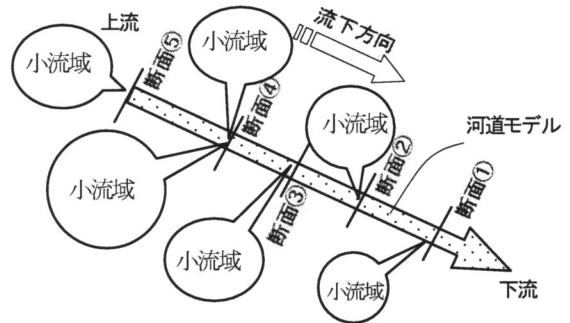 上流
流下方向
小流域
小流域
断面⑤
断面④
小流域
断面②
河道モデル
小流域
断面③
断面①
小流域
小流域
下流